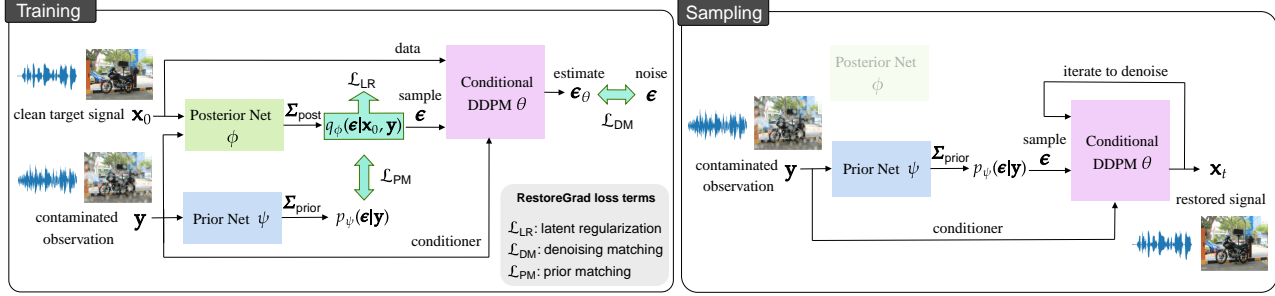 Training
data
clean target signal x₀
Posterior Net
ϕ
Σpost
ℒLR
qϕ(ϵ|x₀, y)
sample
ϵ
Conditional
DDPM θ
estimate
ϵθ
noise
ϵ
ℒDM
ℒPM
contaminated
observation
y
Prior Net ψ
Σprior
pψ(ϵ|y)
conditioner
RestoreGrad loss terms
ℒLR: latent regularization
ℒDM: denoising matching
ℒPM: prior matching
Sampling
Posterior Net
ϕ
iterate to denoise
contaminated
observation
y
Prior Net ψ
Σprior
pψ(ϵ|y)
sample
ϵ
Conditional
DDPM θ
xt
restored signal
conditioner